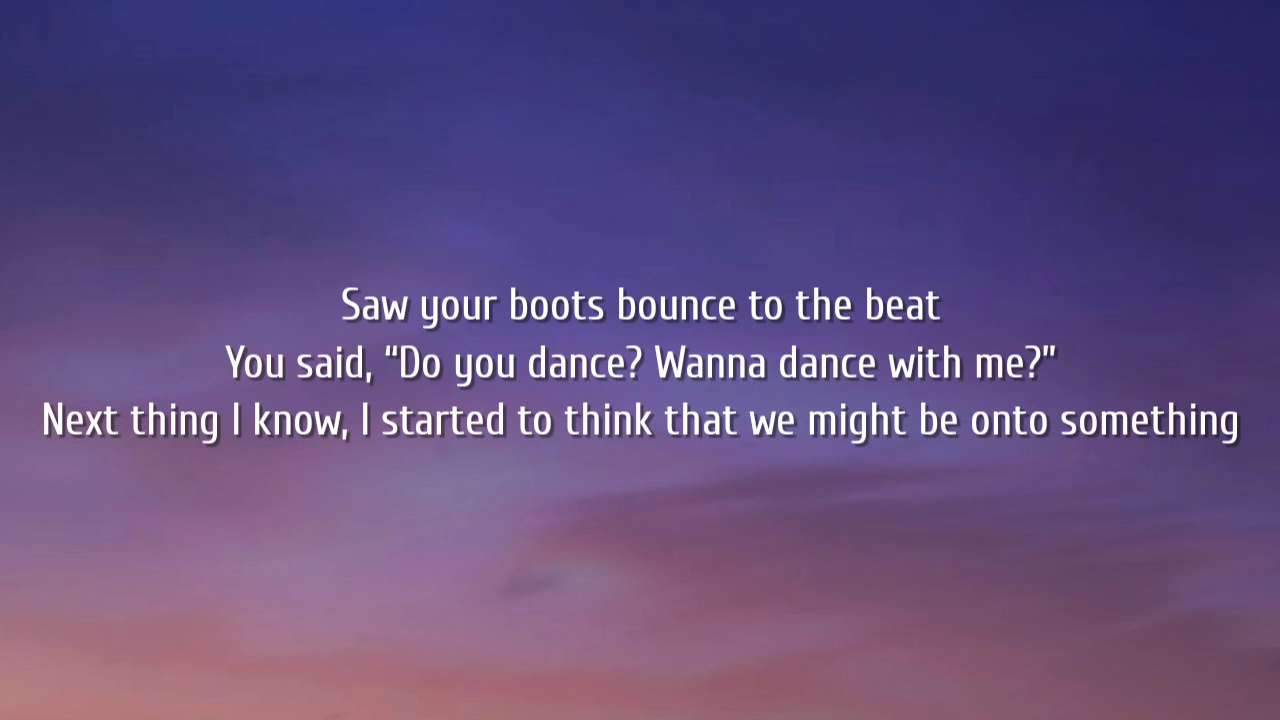 Saw your boots bounce to the beat
You said, “Do you dance? Wanna dance with me?”
Next thing I know, I started to think that we might be onto something